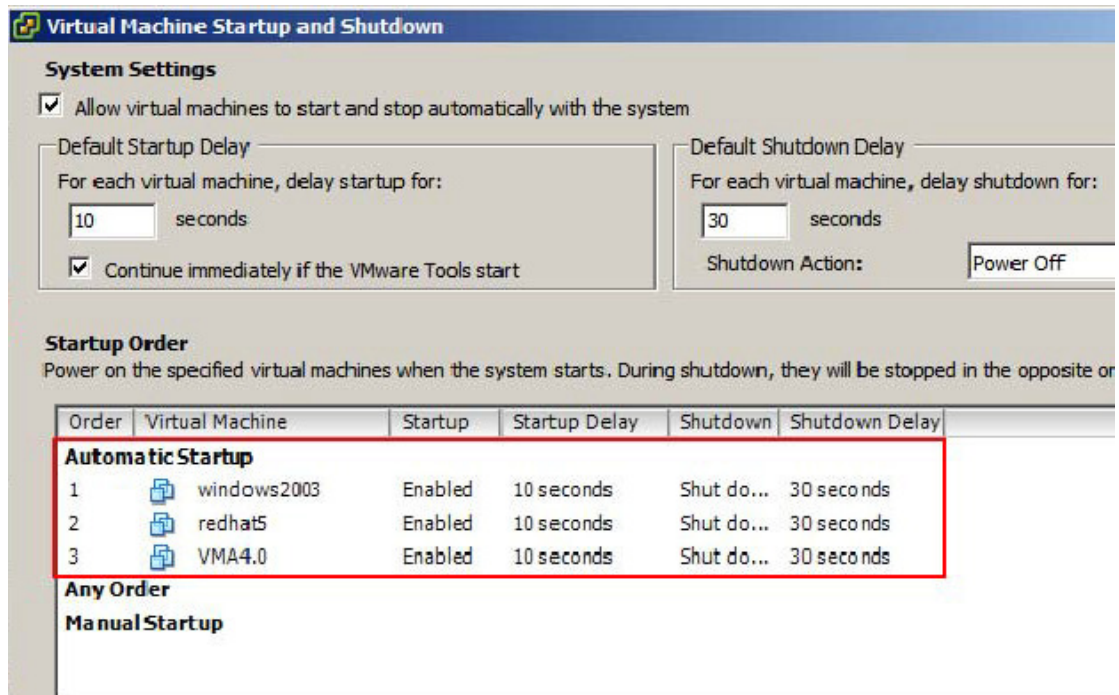 Virtual Machine Startup and Shutdown
System Settings
Allow virtual machines to start and stop automatically with the system
Default Startup Delay
For each virtual machine, delay startup for:
10 seconds
Continue immediately if the VMware Tools start
Default Shutdown Delay
For each virtual machine, delay shutdown for:
30 seconds
Shutdown Action: Power Off
Startup Order
Power on the specified virtual machines when the system starts. During shutdown, they will be stopped in the opposite
Order Virtual Machine Startup Startup Delay Shutdown Shutdown Delay
Automatic Startup
1 windows2003 Enabled 10 seconds Shut do... 30 seconds
2 redhat5 Enabled 10 seconds Shut do... 30 seconds
3 VMA4.0 Enabled 10 seconds Shut do... 30 seconds
Any Order
Manual Startup